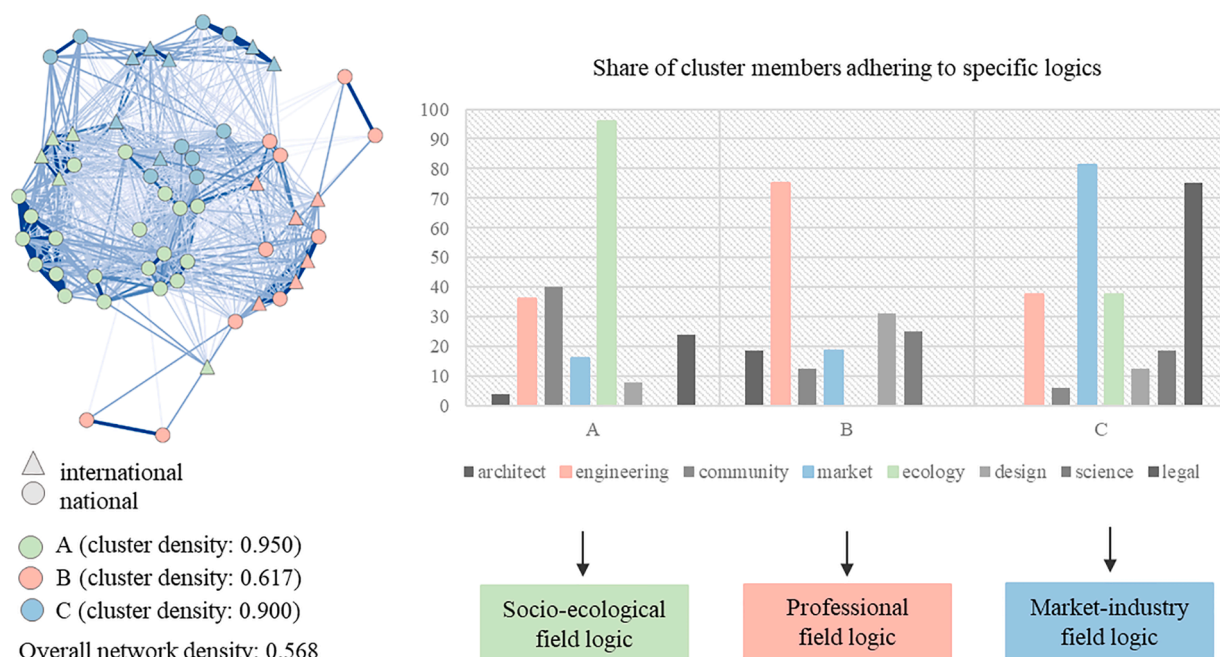 Share of cluster members adhering to specific logics
100
90
80
70
60
50
40
30
20
10
0
A B C
architect engineering community market ecology design science legal
international
national
A (cluster density: 0.950)
B (cluster density: 0.617)
C (cluster density: 0.900)
Overall network density: 0.568
Socio-ecological
field logic
Professional
field logic
Market-industry
field logic